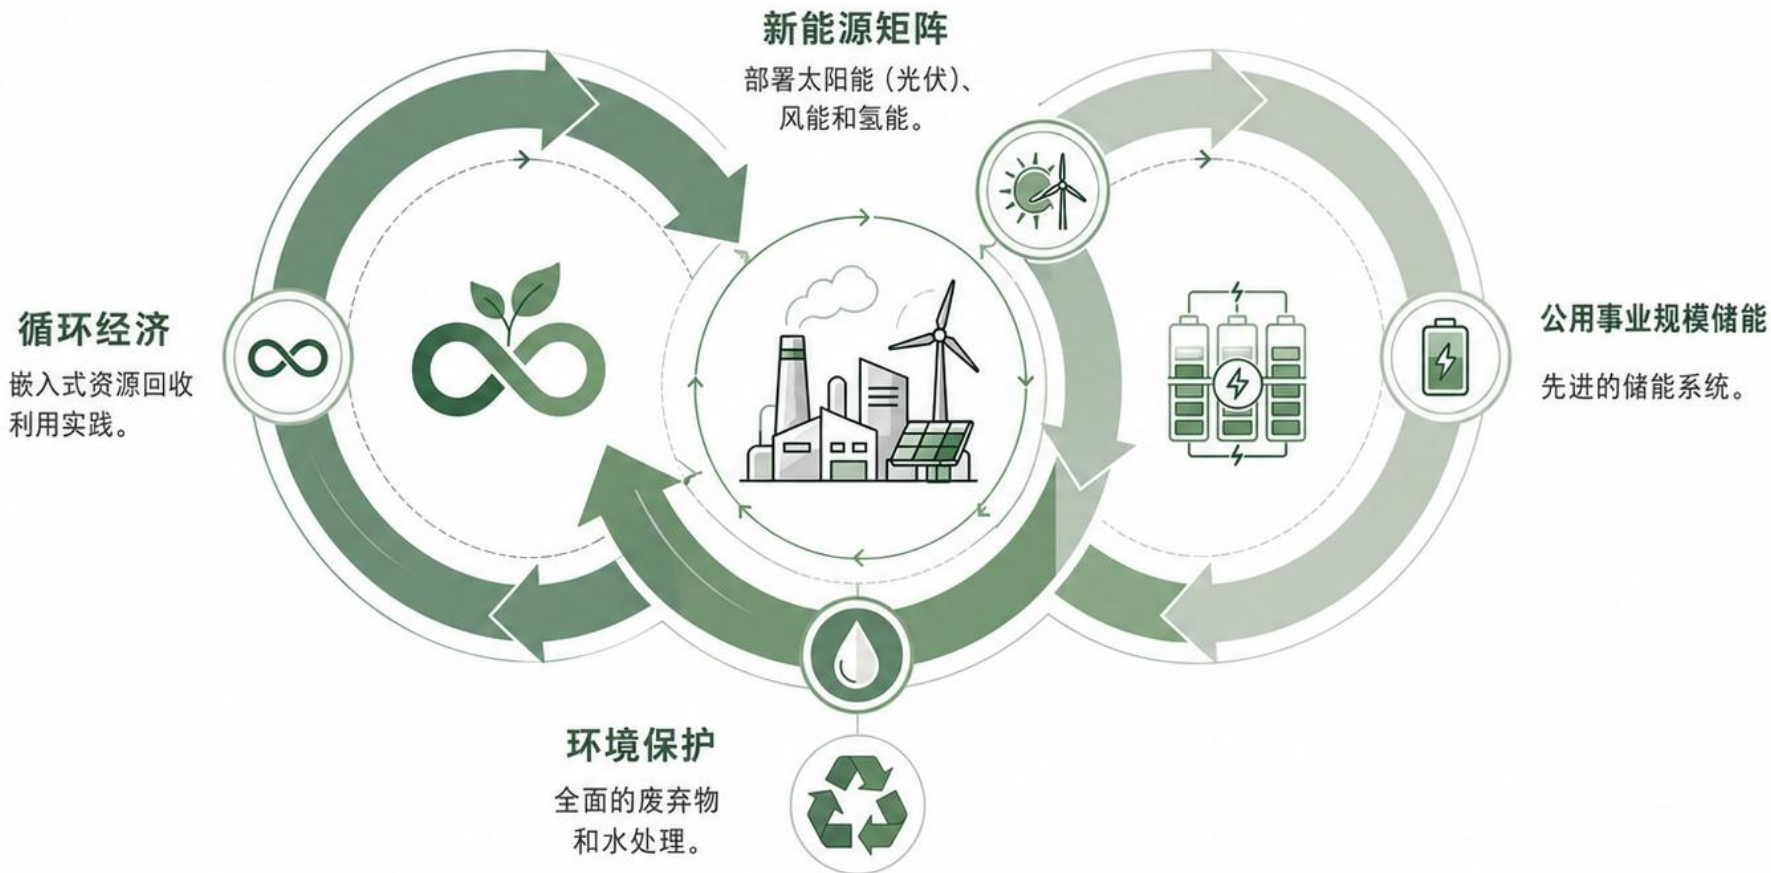 新能源矩阵
部署太阳能（光伏）、
风能和氢能。
循环经济
嵌入式资源回收
利用实践。
公用事业规模储能
先进的储能系统。
环境保护
全面的废弃物
和水处理。